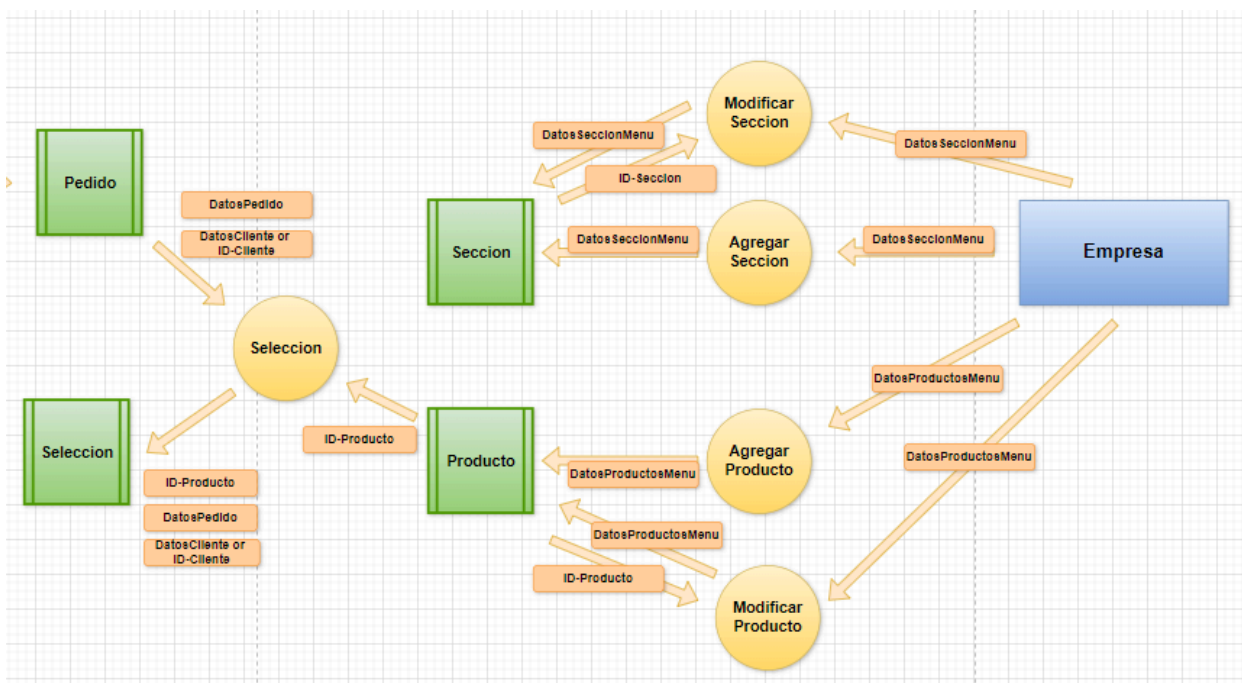 Modificar
Seccion
DatosSeccionMenu
DatosSeccionMenu
ID-Seccion
Pedido
DatosPedido
DatosCliente or
ID-Cliente
Seccion
DatosSeccionMenu
Agregar
Seccion
DatosSeccionMenu
Empresa
Seleccion
DatosProductosMenu
Seleccion
ID-Producto
Producto
DatosProductosMenu
Agregar
Producto
DatosProductosMenu
ID-Producto
DatosPedido
DatosCliente or
ID-Cliente
DatosProductosMenu
ID-Producto
Modificar
Producto